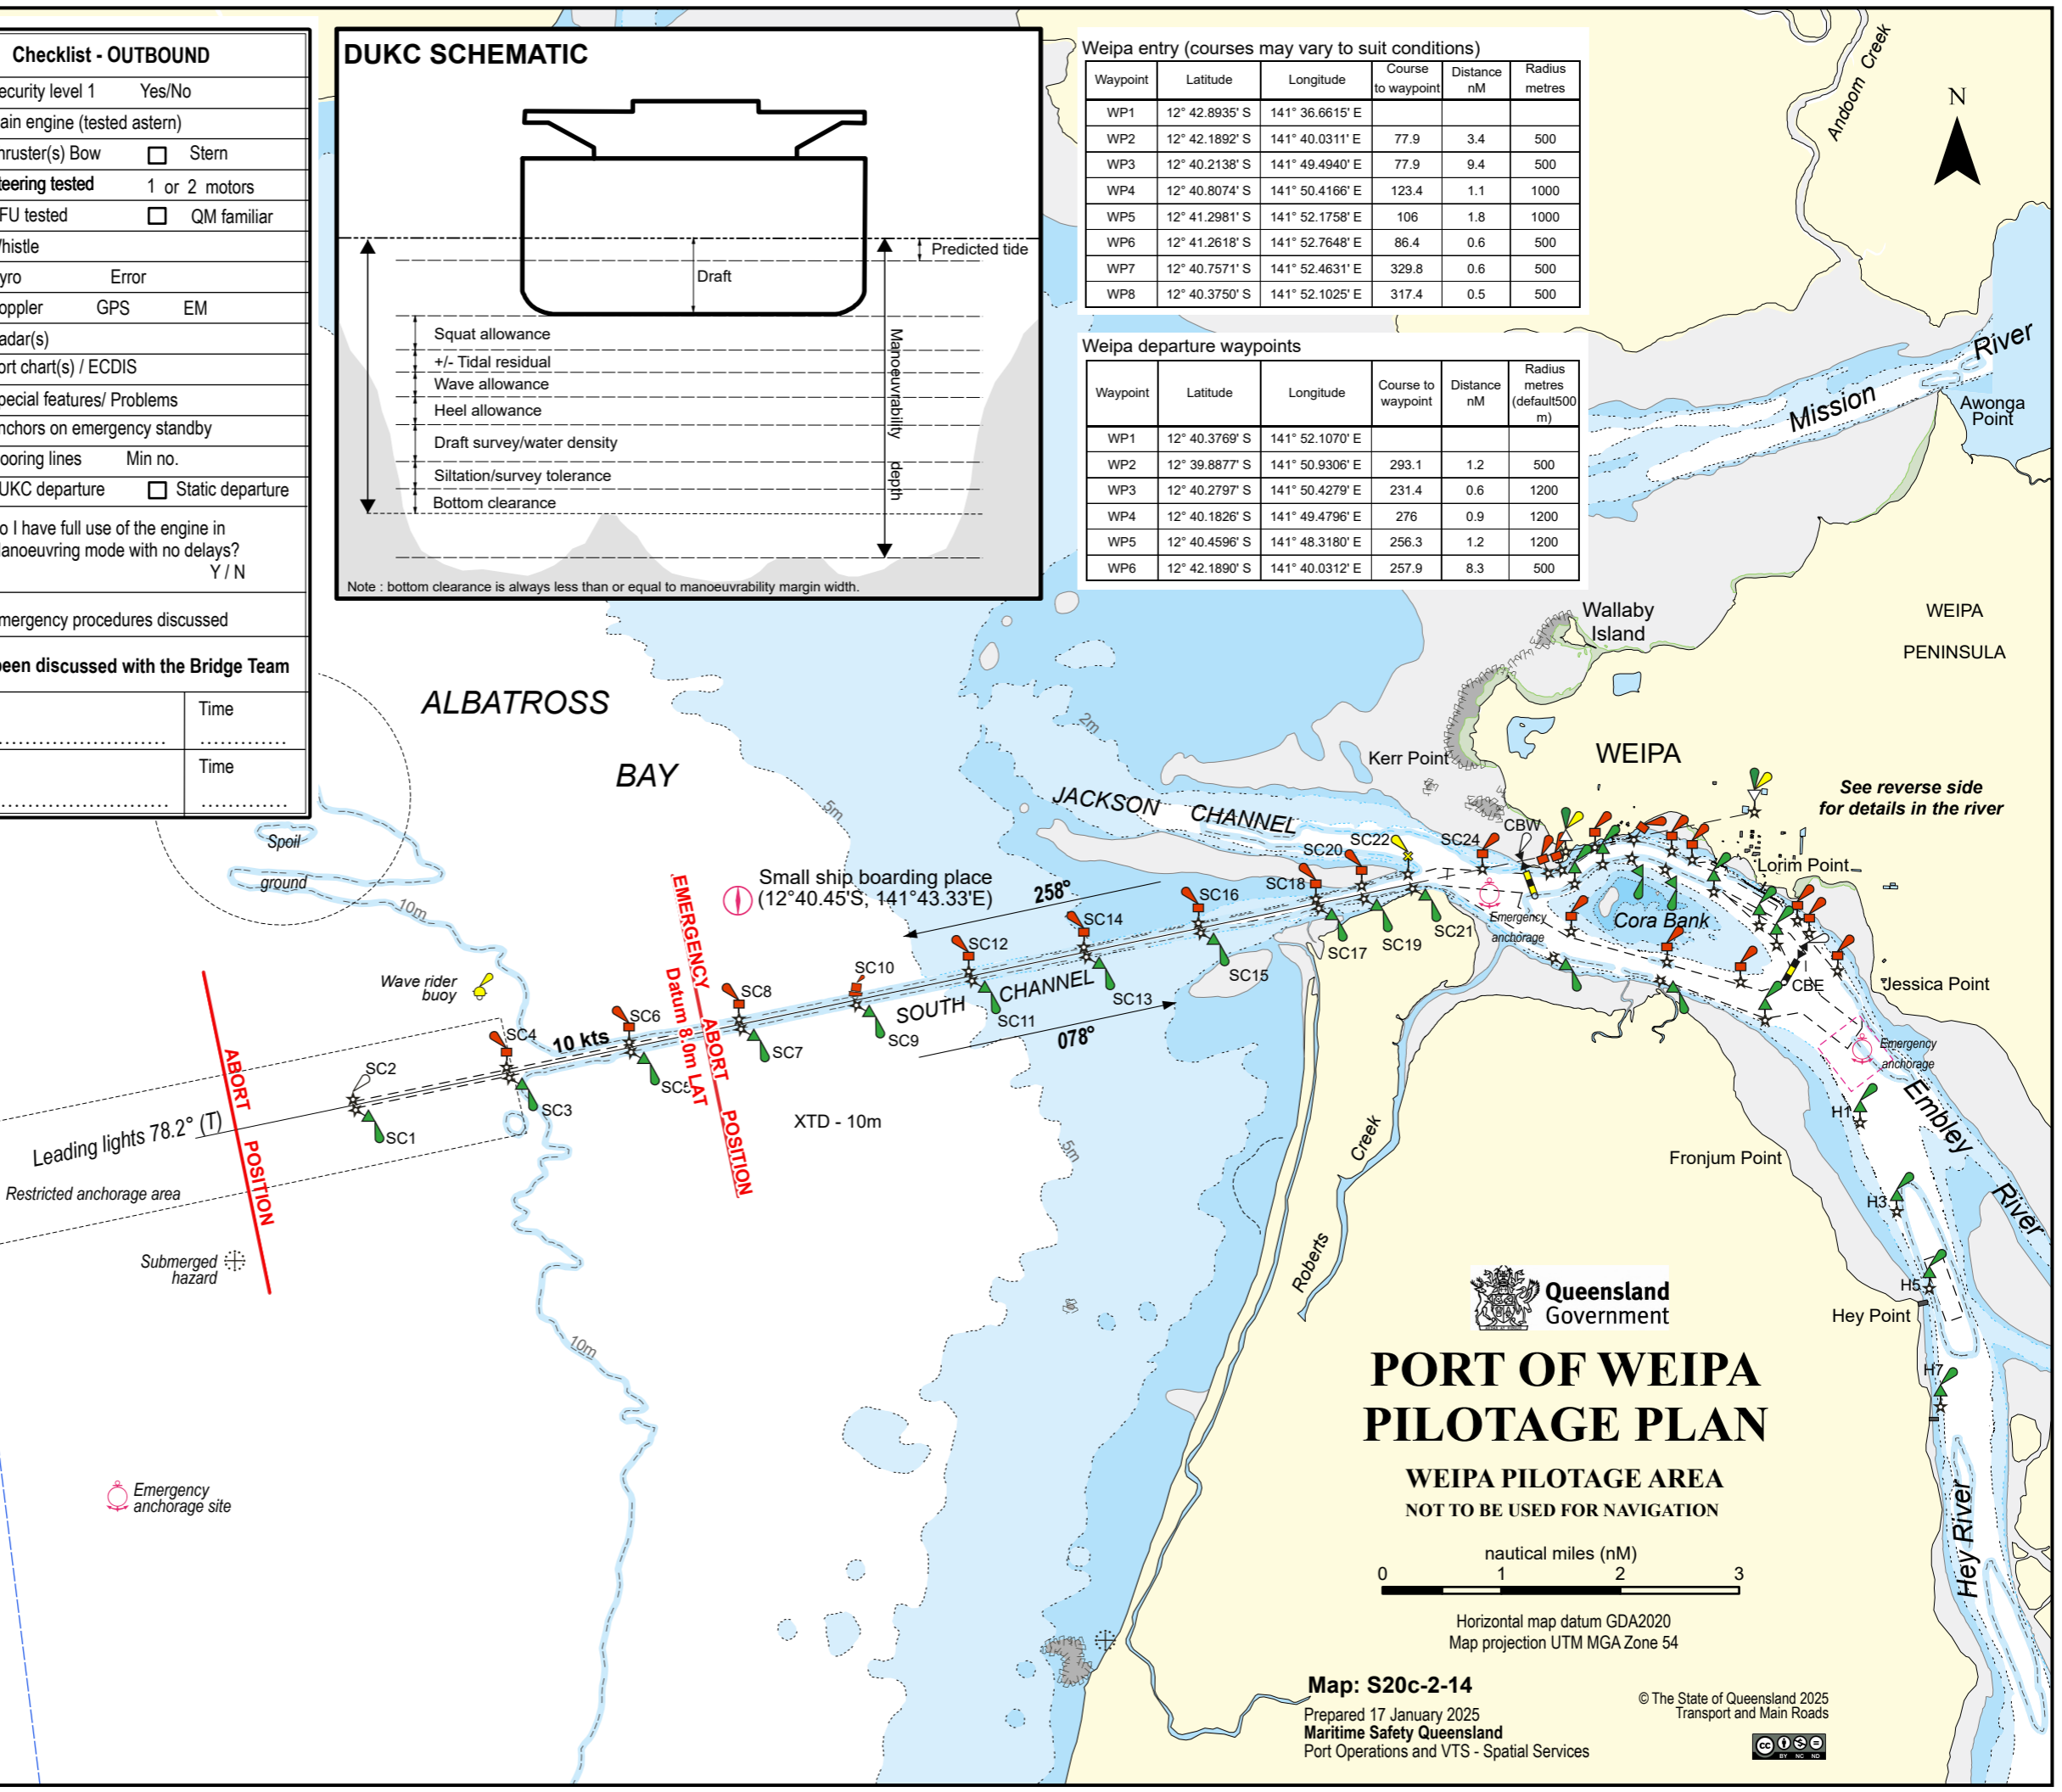 Checklist - OUTBOUND
ecurity level 1 Yes/No
ain engine (tested astern)
hruster(s) Bow Stern
teering tested 1 or 2 motors
FU tested QM familiar
histle
yro Error
oppler GPS EM
adar(s)
ort chart(s) / ECDIS
pecial features/ Problems
nchors on emergency standby
ooring lines Min no.
UKC departure Static departure
o I have full use of the engine in
anoeuvring mode with no delays?
Y / N
mergency procedures discussed
been discussed with the Bridge Team
Time
.............
Time
.............
DUKC SCHEMATIC
Predicted tide
Draft
Squat allowance
+/- Tidal residual
Wave allowance
Heel allowance
Draft survey/water density
Siltation/survey tolerance
Bottom clearance
Manoeuvrability depth
Note : bottom clearance is always less than or equal to manoeuvrability margin width.
Weipa entry (courses may vary to suit conditions)
Waypoint Latitude Longitude Course to waypoint Distance nM Radius metres
WP1 12° 42.8935' S 141° 36.6615' E
WP2 12° 42.1892' S 141° 40.0311' E 77.9 3.4 500
WP3 12° 40.2138' S 141° 49.4940' E 77.9 9.4 500
WP4 12° 40.8074' S 141° 50.4166' E 123.4 1.1 1000
WP5 12° 41.2981' S 141° 52.1758' E 106 1.8 1000
WP6 12° 41.2618' S 141° 52.7648' E 86.4 0.6 500
WP7 12° 40.7571' S 141° 52.4631' E 329.8 0.6 500
WP8 12° 40.3750' S 141° 52.1025' E 317.4 0.5 500
Weipa departure waypoints
Waypoint Latitude Longitude Course to waypoint Distance nM Radius metres (default500 m)
WP1 12° 40.3769' S 141° 52.1070' E
WP2 12° 39.8877' S 141° 50.9306' E 293.1 1.2 500
WP3 12° 40.2797' S 141° 50.4279' E 231.4 0.6 1200
WP4 12° 40.1826' S 141° 49.4796' E 276 0.9 1200
WP5 12° 40.4596' S 141° 48.3180' E 256.3 1.2 1200
WP6 12° 42.1890' S 141° 40.0312' E 257.9 8.3 500
Andoom Creek
N
Mission River
Awonga
Point
Wallaby
Island
WEIPA
PENINSULA
ALBATROSS
BAY
2m
5m
Kerr Point
WEIPA
See reverse side
for details in the river
JACKSON CHANNEL
Spoil
ground
10m
Small ship boarding place
(12°40.45'S, 141°43.33'E)
258°
SC24
CBW
SC22
SC20
SC18
SC16
SC14
SC12
SC10
SC8
SC6
SC4
SC2
Lorim Point
Cora Bank
Emergency
anchorage
SC21
SC19
SC17
SC15
SC13
SC11
SC9
SC7
SC5
SC3
SC1
CBE
Jessica Point
Wave rider
buoy
EMERGENCY ABORT POSITION
Datum 8.0m LAT
10 kts
SOUTH CHANNEL
078°
XTD - 10m
ABORT POSITION
Leading lights 78.2° (T)
Restricted anchorage area
Submerged
hazard
5m
10m
Emergency
anchorage
H1
H3
H5
H7
Embley River
Fronjum Point
Hey Point
Hey River
Roberts Creek
Emergency
anchorage site
Queensland
Government
PORT OF WEIPA
PILOTAGE PLAN
WEIPA PILOTAGE AREA
NOT TO BE USED FOR NAVIGATION
nautical miles (nM)
0 1 2 3
Horizontal map datum GDA2020
Map projection UTM MGA Zone 54
Map: S20c-2-14
Prepared 17 January 2025
Maritime Safety Queensland
Port Operations and VTS - Spatial Services
© The State of Queensland 2025
Transport and Main Roads
cc
BY NC ND